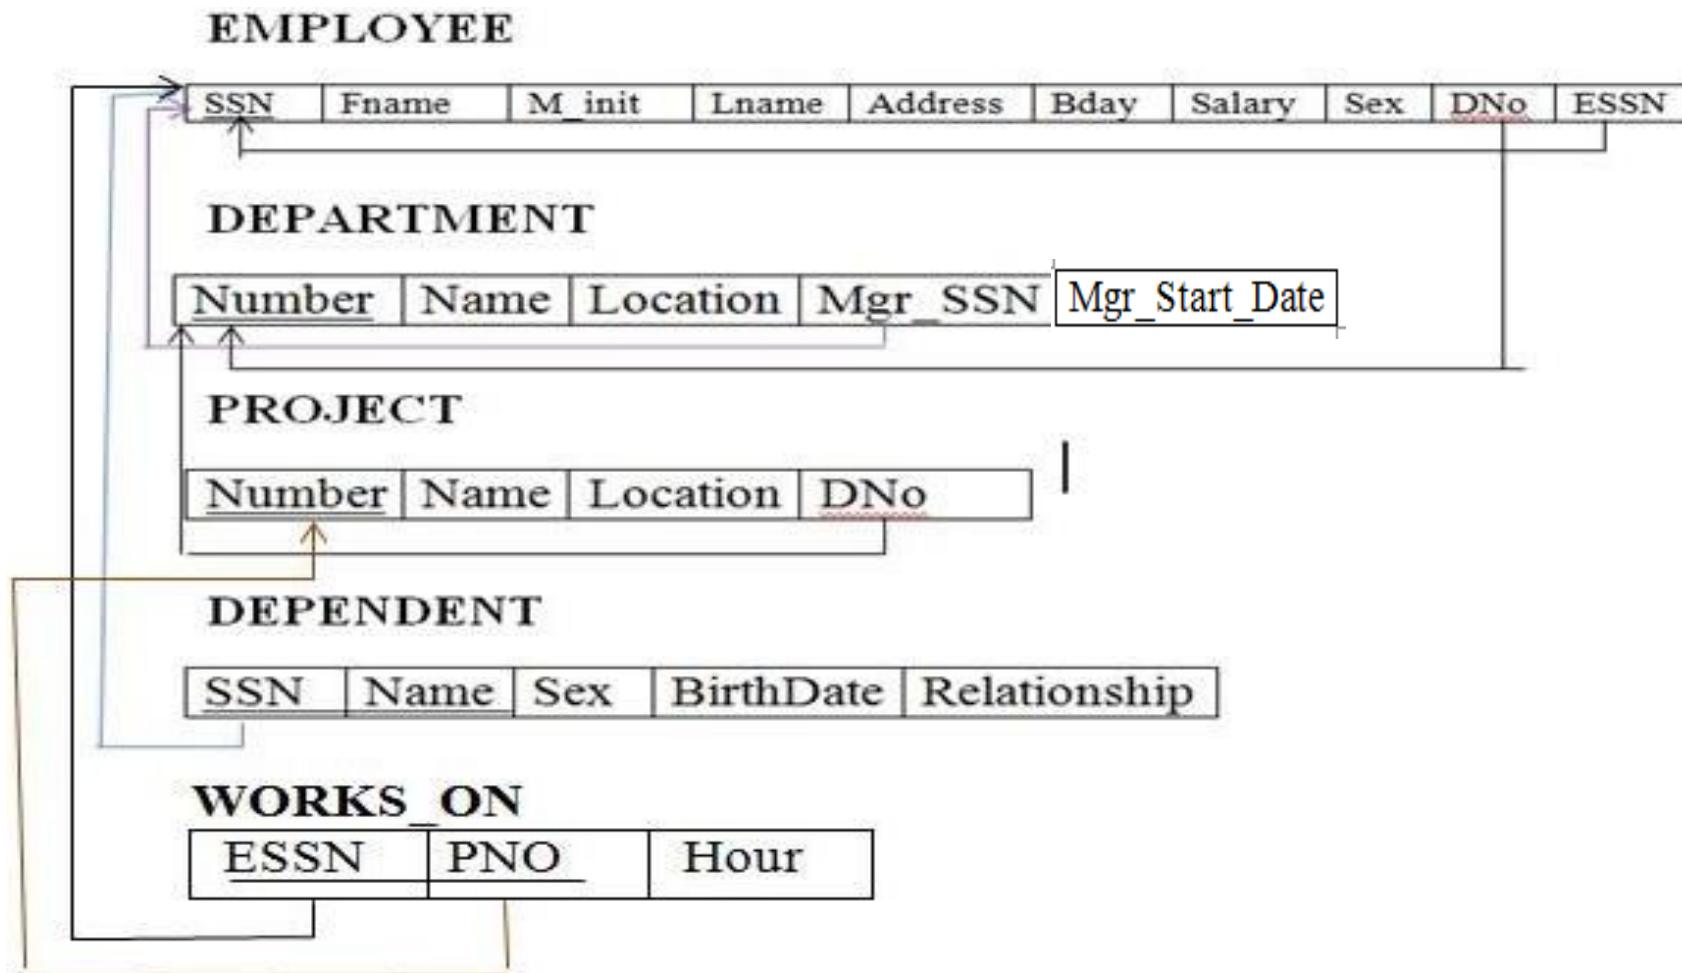 EMPLOYEE
SSN Fname M_init Lname Address Bday Salary Sex DNo ESSN
DEPARTMENT
Number Name Location Mgr_SSN Mgr_Start_Date
PROJECT
Number Name Location DNo
DEPENDENT
SSN Name Sex BirthDate Relationship
WORKS_ON
ESSN PNO Hour